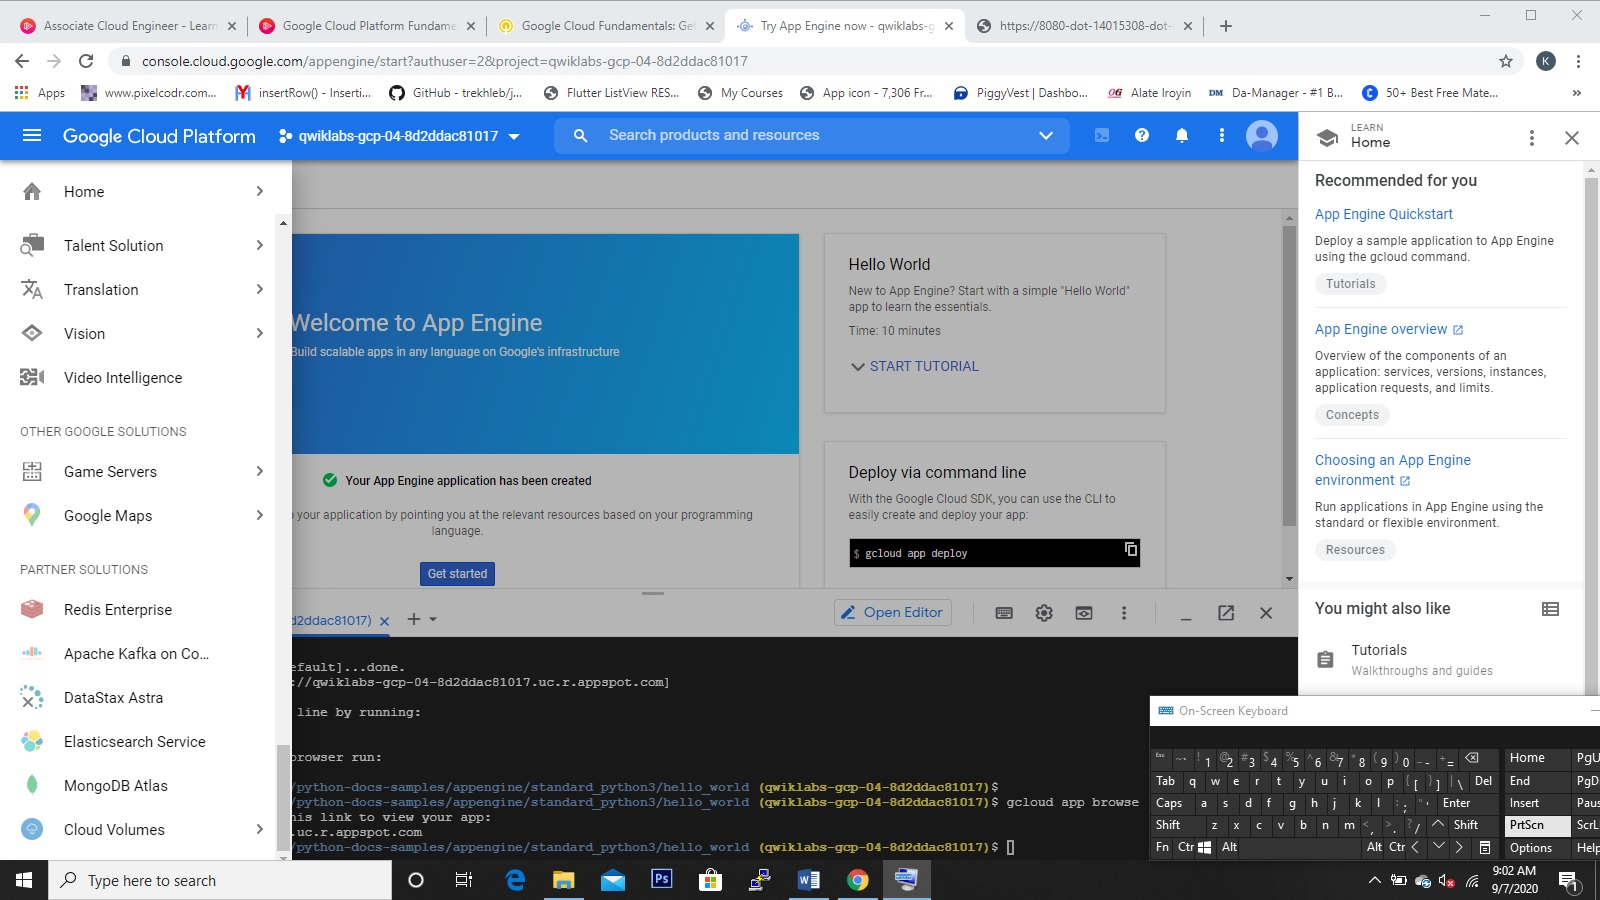 Associate Cloud Engineer - Learn
Google Cloud Platform Fundame
Google Cloud Fundamentals: Get
Try App Engine now - qwiklabs-g
https://8080-dot-14015308-dot-
console.cloud.google.com/appengine/start?authuser=2&project=qwiklabs-gcp-04-8d2ddac81017
K
Apps
www.pixelcodr.com...
insertRow() - Inserti...
GitHub - trekhleb/j...
Flutter ListView RES...
My Courses
App icon - 7,306 Fr...
PiggyVest | Dashbo...
Alate Iroyin
Da-Manager - #1 B...
50+ Best Free Mate...
Google Cloud Platform
qwiklabs-gcp-04-8d2ddac81017
Search products and resources
LEARN
Home
Home
Talent Solution
Translation
Vision
Video Intelligence
OTHER GOOGLE SOLUTIONS
Game Servers
Google Maps
PARTNER SOLUTIONS
Redis Enterprise
Apache Kafka on Co...
DataStax Astra
Elasticsearch Service
MongoDB Atlas
Cloud Volumes
Welcome to App Engine
Build scalable apps in any language on Google's infrastructure
Your App Engine application has been created
your application by pointing you at the relevant resources based on your programming
language.
Get started
Hello World
New to App Engine? Start with a simple "Hello World"
app to learn the essentials.
Time: 10 minutes
START TUTORIAL
Deploy via command line
With the Google Cloud SDK, you can use the CLI to
easily create and deploy your app:
$ gcloud app deploy
Recommended for you
App Engine Quickstart
Deploy a sample application to App Engine
using the gcloud command.
Tutorials
App Engine overview
Overview of the components of an
application: services, versions, instances,
application requests, and limits.
Concepts
Choosing an App Engine
environment
Run applications in App Engine using the
standard or flexible environment.
Resources
You might also like
Tutorials
Walkthroughs and guides
d2ddac81017)
Open Editor
efault]...done.
://qwiklabs-gcp-04-8d2ddac81017.uc.r.appspot.com]
line by running:
browser run:
/python-docs-samples/appengine/standard_python3/hello_world (qwiklabs-gcp-04-8d2ddac81017)$
/python-docs-samples/appengine/standard_python3/hello_world (qwiklabs-gcp-04-8d2ddac81017)$ gcloud app browse
his link to view your app:
.uc.r.appspot.com
/python-docs-samples/appengine/standard_python3/hello_world (qwiklabs-gcp-04-8d2ddac81017)$
On-Screen Keyboard
Esc ~ ` ! 1 @ 2 # 3 $ 4 % 5 ^ 6 & 7 * 8 ( 9 ) 0 _ - + = Home PgU
Tab q w e r t y u i o p { [ } ] | \ Del End PgD
Caps a s d f g h j k l : ; " ' Enter Insert Paus
Shift z x c v b n m < , > . ? / Shift PrtScn ScrL
Fn Ctr Alt Alt Ctr Options Help
Type here to search
Ps
9:02 AM
9/7/2020
1